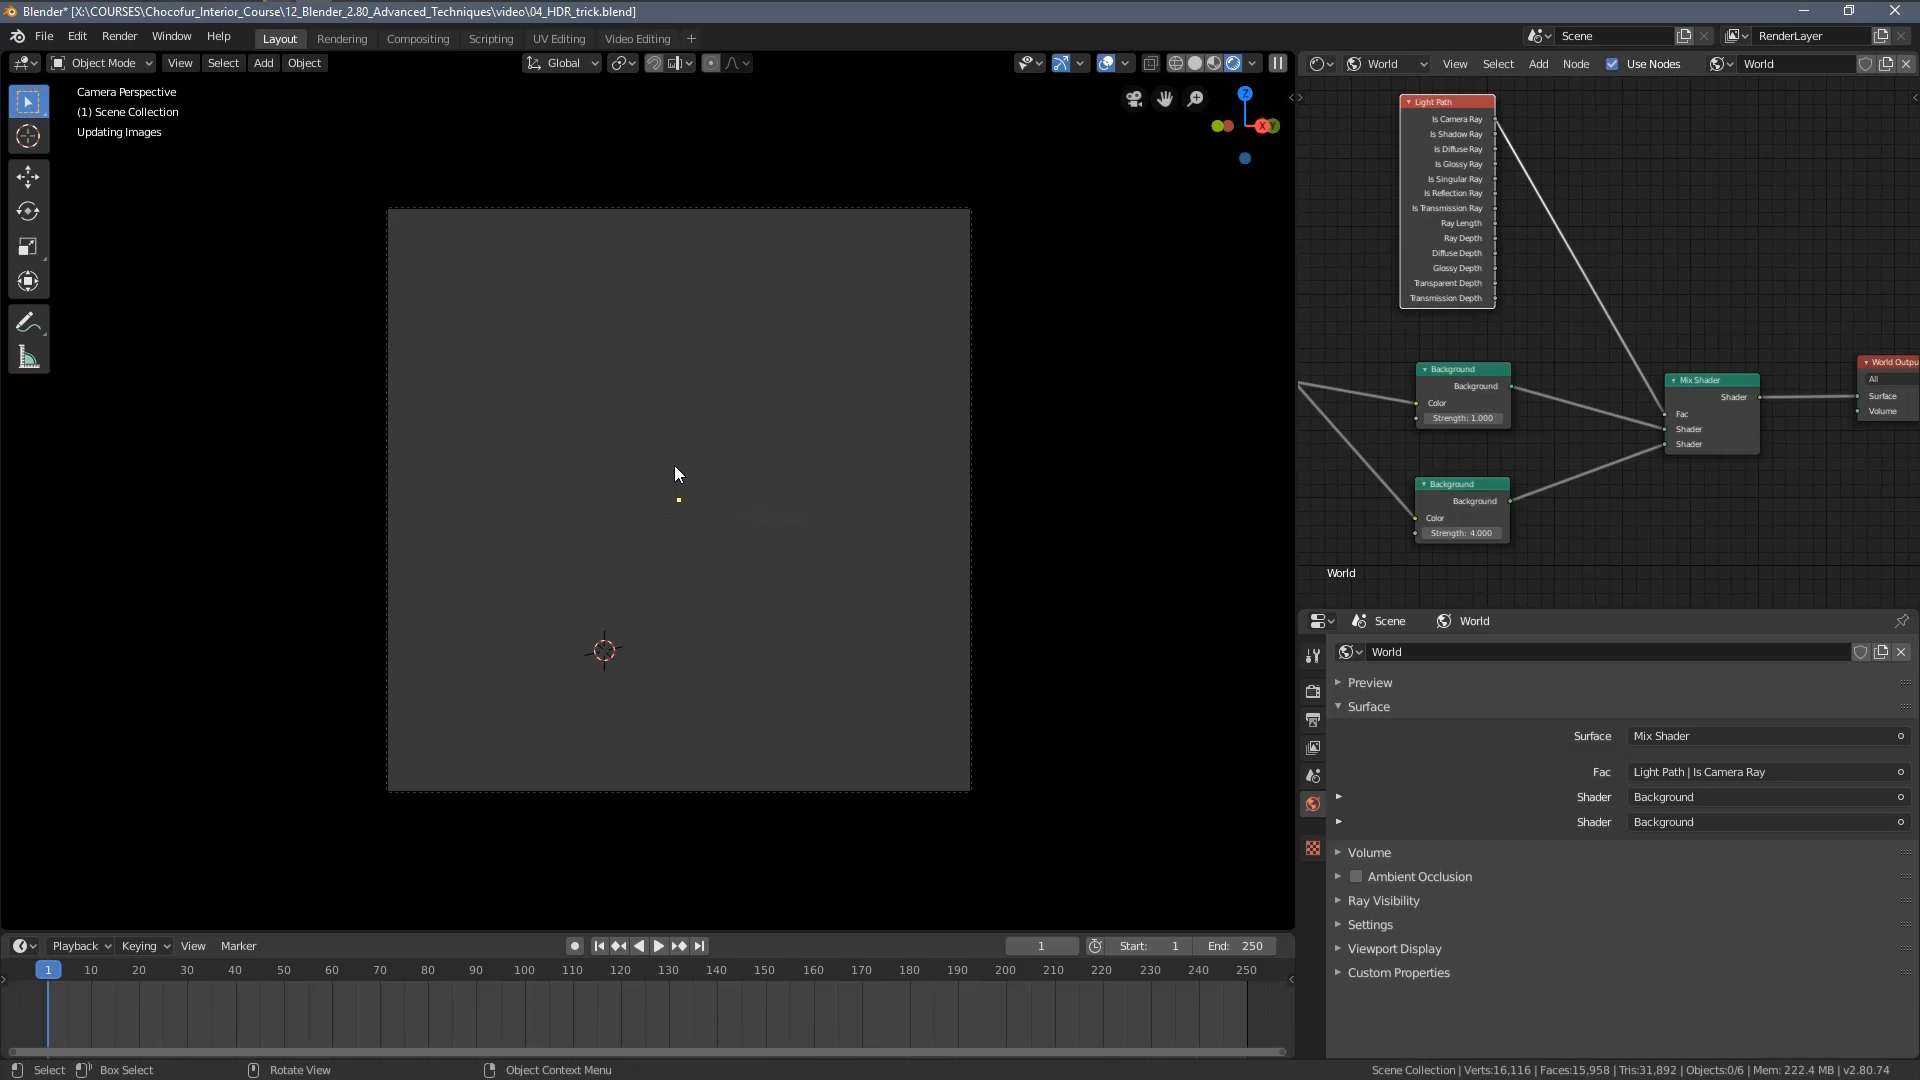 Blender* [X:\COURSES\Chocofur_Interior_Course\12_Blender_2.80_Advanced_Techniques\video\04_HDR_trick.blend]
File Edit Render Window Help Layout Rendering Compositing Scripting UV Editing Video Editing + Scene RenderLayer
Object Mode View Select Add Object Global World View Select Add Node Use Nodes World
Camera Perspective
(1) Scene Collection
Updating Images
Z
X
Y
Light Path
Is Camera Ray
Is Shadow Ray
Is Diffuse Ray
Is Glossy Ray
Is Singular Ray
Is Reflection Ray
Is Transmission Ray
Ray Length
Ray Depth
Diffuse Depth
Glossy Depth
Transparent Depth
Transmission Depth
Background
Background
Color
Strength: 1.000
Mix Shader
Shader
Fac
Shader
Shader
World Outpu
All
Surface
Volume
Background
Background
Color
Strength: 4.000
World
Scene World
World
Preview
Surface
Surface Mix Shader
Fac Light Path | Is Camera Ray
Shader Background
Shader Background
Volume
Ambient Occlusion
Ray Visibility
Settings
Viewport Display
Custom Properties
Playback Keying View Marker 1 Start: 1 End: 250
1 10 20 30 40 50 60 70 80 90 100 110 120 130 140 150 160 170 180 190 200 210 220 230 240 250
Select Box Select Rotate View Object Context Menu Scene Collection | Verts:16,116 | Faces:15,958 | Tris:31,892 | Objects:0/6 | Mem: 222.4 MB | v2.80.74